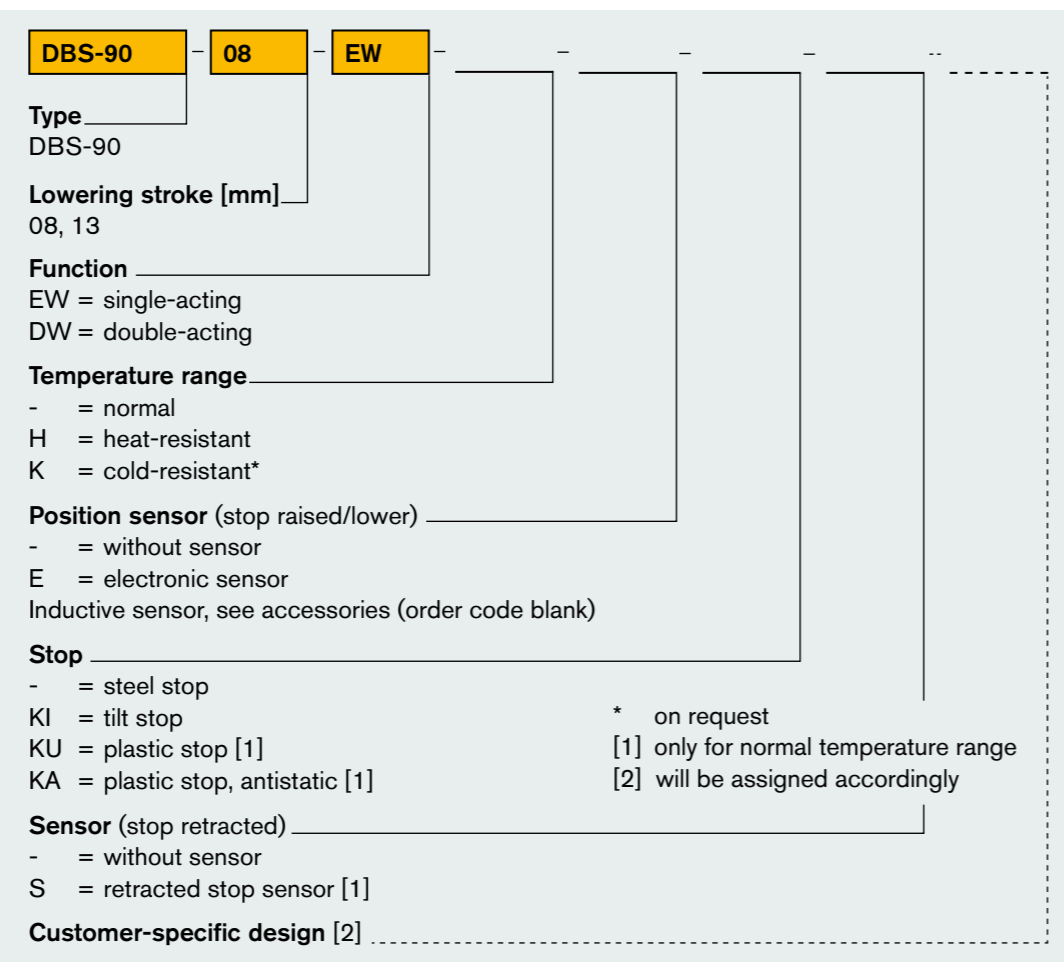 DBS-90 - 08 - EW - - - - --
Type
DBS-90
Lowering stroke [mm]
08, 13
Function
EW = single-acting
DW = double-acting
Temperature range
- = normal
H = heat-resistant
K = cold-resistant*
Position sensor (stop raised/lower)
- = without sensor
E = electronic sensor
Inductive sensor, see accessories (order code blank)
Stop
- = steel stop
KI = tilt stop
KU = plastic stop [1]
KA = plastic stop, antistatic [1]
* on request
[1] only for normal temperature range
[2] will be assigned accordingly
Sensor (stop retracted)
- = without sensor
S = retracted stop sensor [1]
Customer-specific design [2]